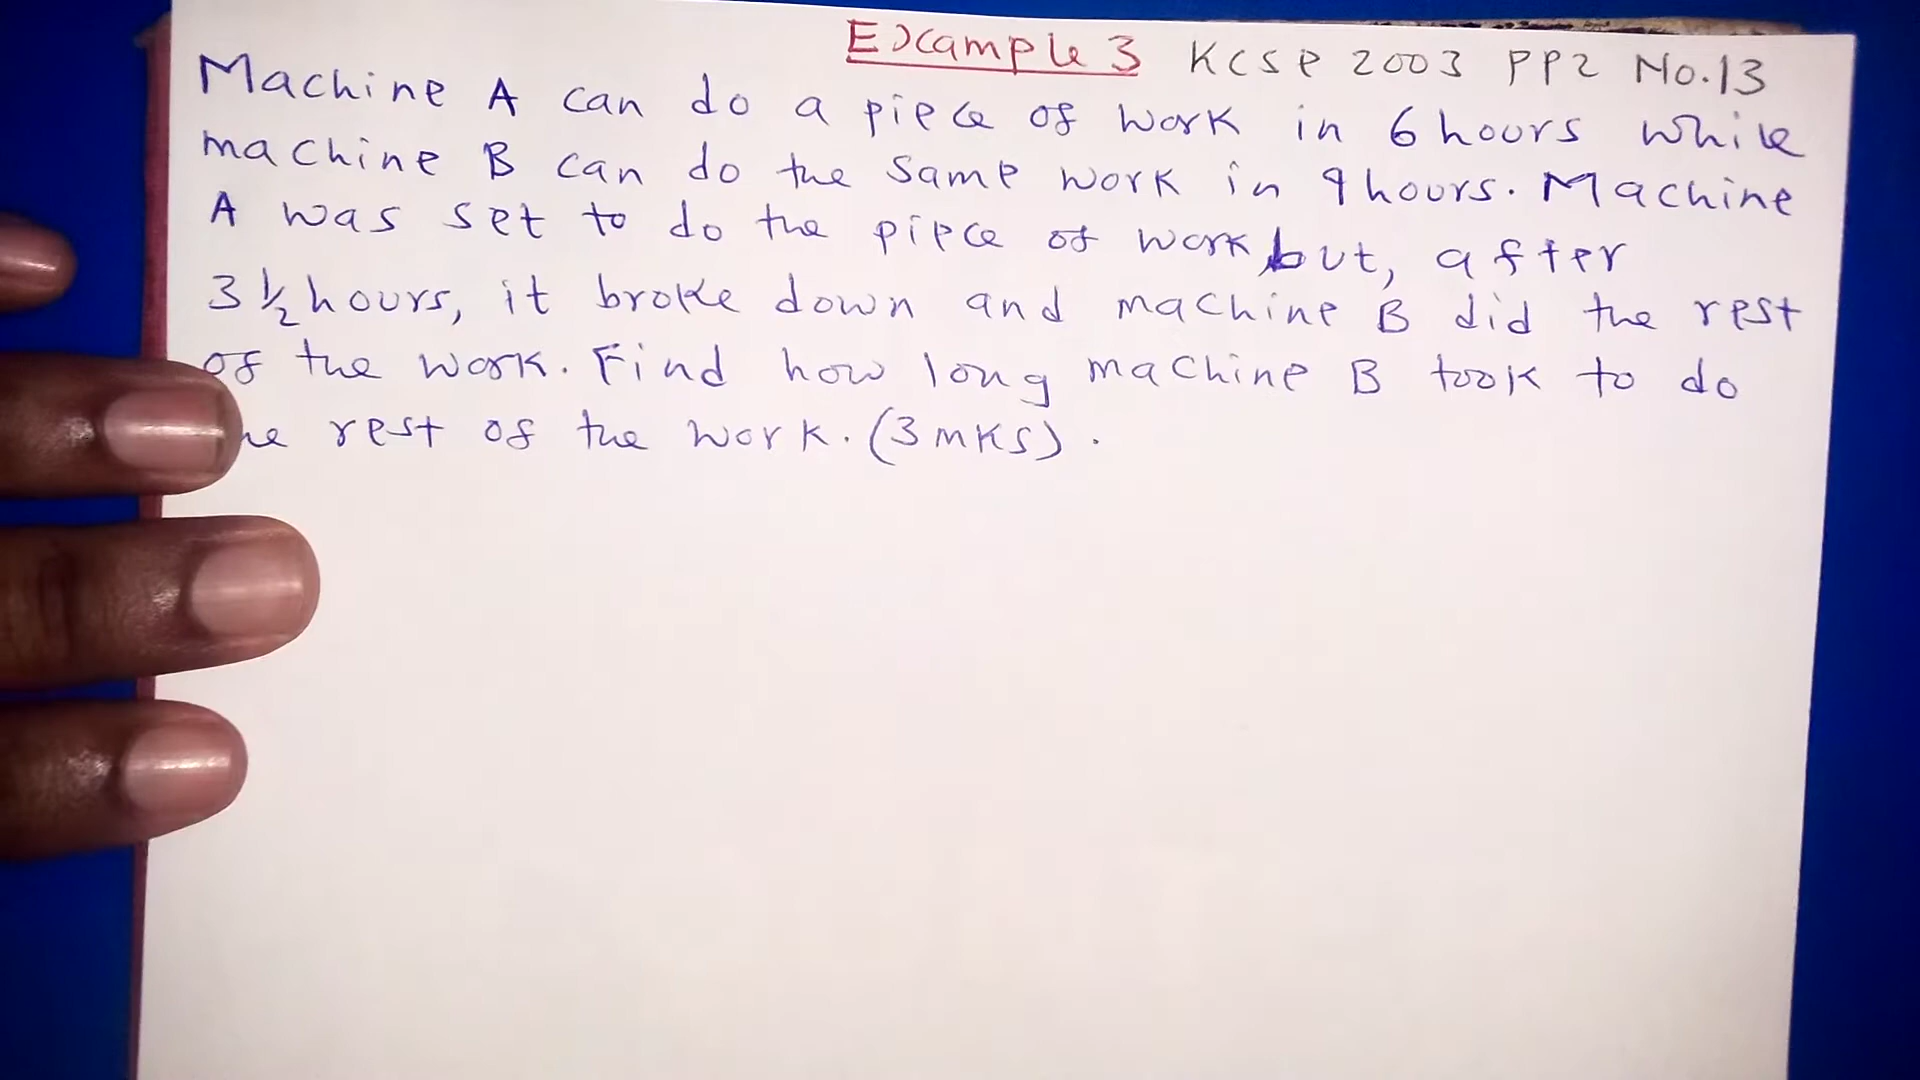 Example 3 KCSE 2003 PP2 No.13
Machine A can do a piece of work in 6 hours while
machine B can do the same work in 9 hours. Machine
A was set to do the piece of work but, after
3 1/2 hours, it broke down and machine B did the rest
of the work. Find how long machine B took to do
he rest of the work. (3 mks).